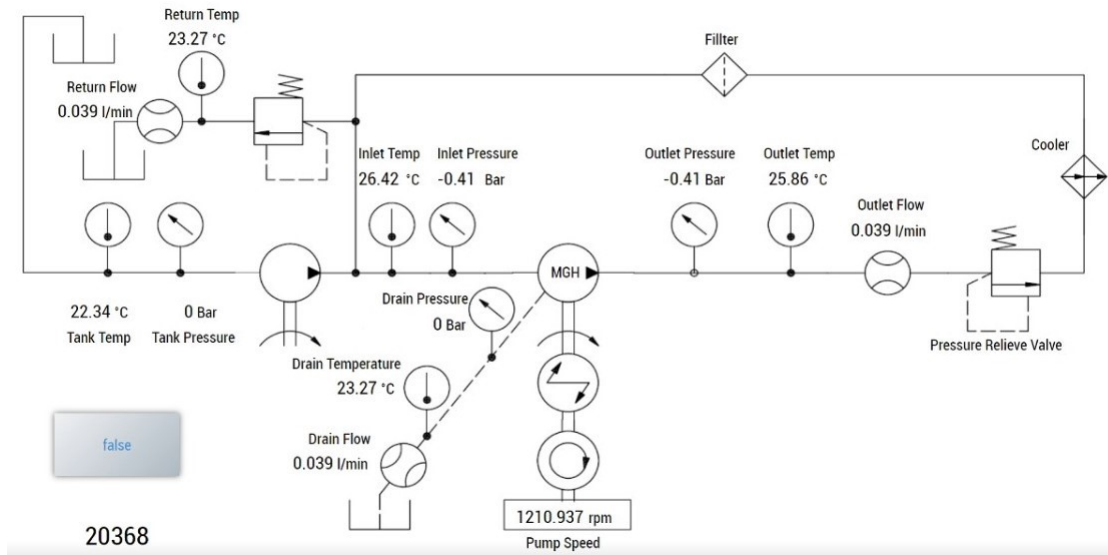 Return Temp
23.27 °C
Fillter
Return Flow
0.039 l/min
Inlet Temp
26.42 °C
Inlet Pressure
-0.41 Bar
Outlet Pressure
-0.41 Bar
Outlet Temp
25.86 °C
Cooler
Outlet Flow
0.039 l/min
MGH
22.34 °C
Tank Temp
0 Bar
Tank Pressure
Drain Pressure
0 Bar
Pressure Relieve Valve
Drain Temperature
23.27 °C
false
Drain Flow
0.039 l/min
1210.937 rpm
Pump Speed
20368